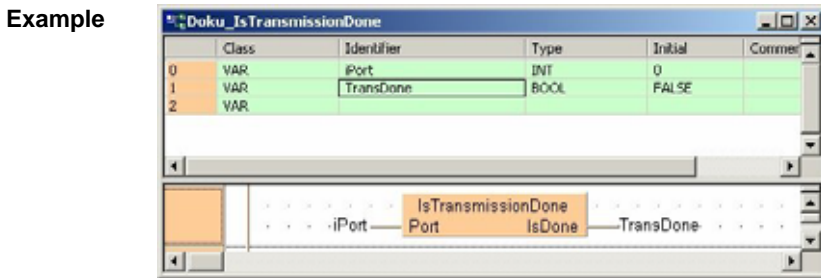 Example
Doku_IsTransmissionDone
Class Identifier Type Initial Commen
0 VAR iPort INT 0
1 VAR TransDone BOOL FALSE
2 VAR
IsTransmissionDone
iPort Port IsDone TransDone